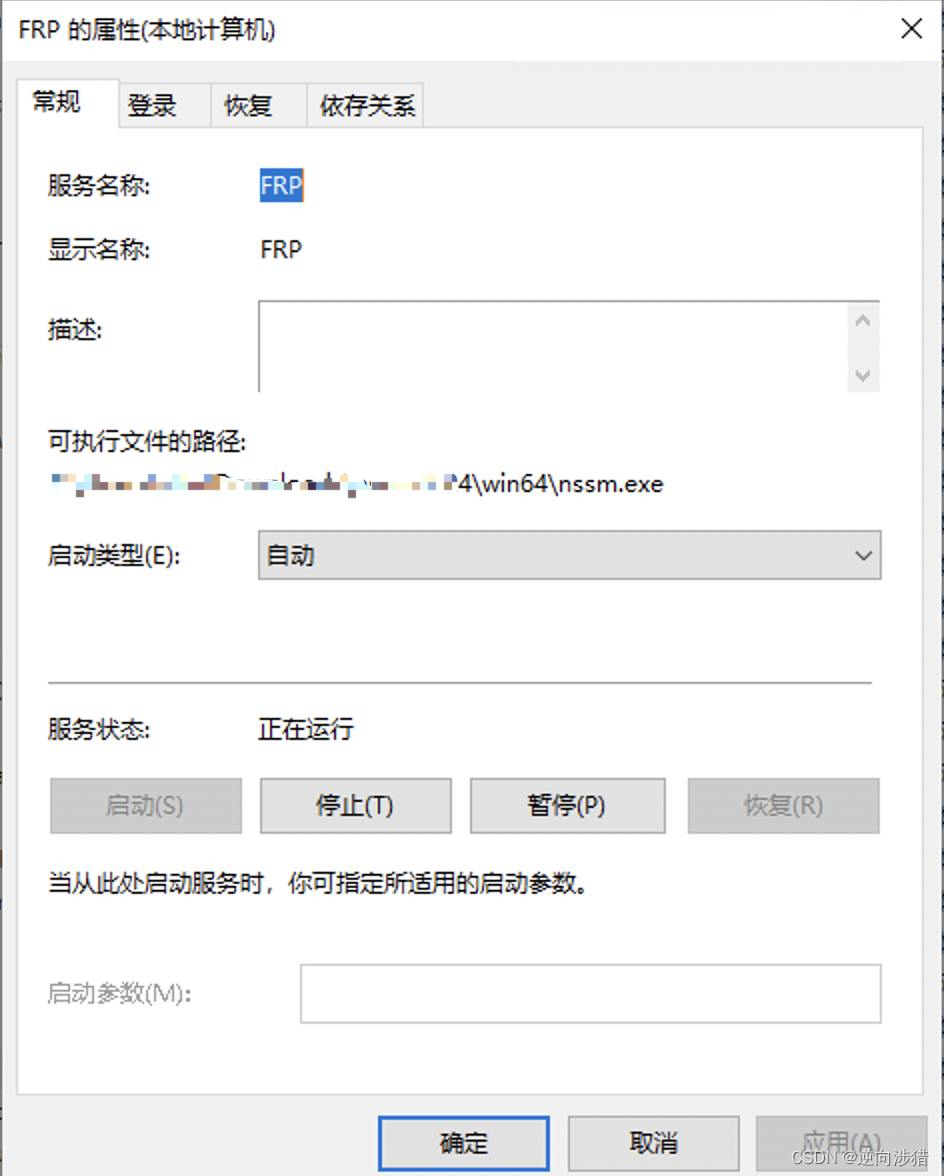 FRP 的属性(本地计算机)
常规 登录 恢复 依存关系
服务名称: FRP
显示名称: FRP
描述:
可执行文件的路径:
4\win64\nssm.exe
启动类型(E): 自动
服务状态: 正在运行
启动(S) 停止(T) 暂停(P) 恢复(R)
当从此处启动服务时，你可指定所适用的启动参数。
启动参数(M):
确定 取消 应用(A)
CSDN @逆向涉猎